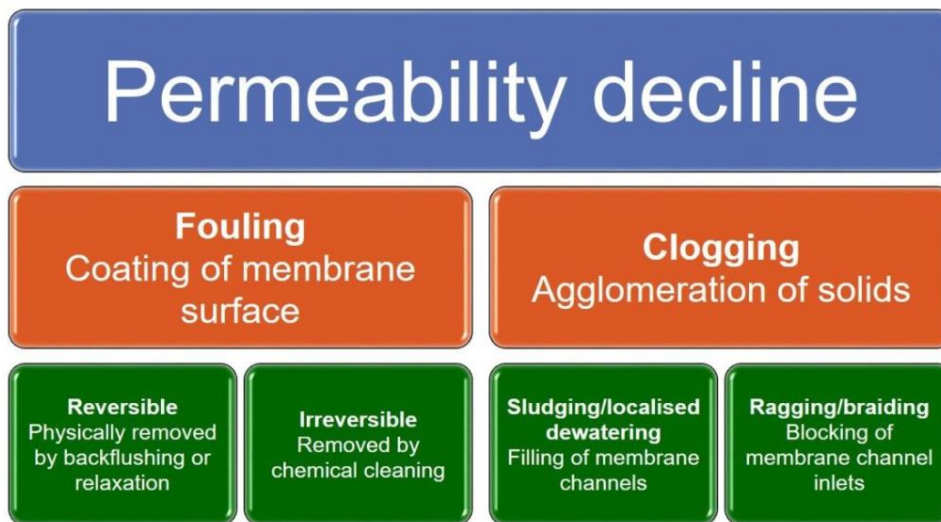 Permeability decline
Fouling
Coating of membrane
surface
Clogging
Agglomeration of solids
Reversible
Physically removed
by backflushing or
relaxation
Irreversible
Removed by
chemical cleaning
Sludging/localised
dewatering
Filling of membrane
channels
Ragging/braiding
Blocking of
membrane channel
inlets